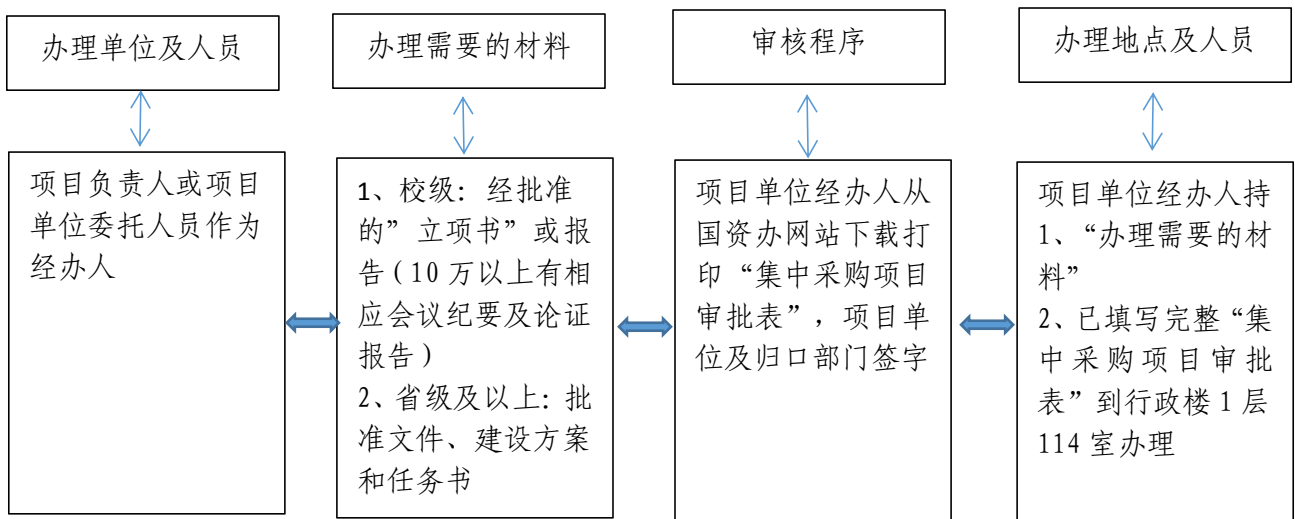 办理单位及人员
办理需要的材料
审核程序
办理地点及人员
项目负责人或项目
单位委托人员作为
经办人
1、校级：经批准
的”立项书”或报
告(10万以上有相
应会议纪要及论证
报告)
2、省级及以上：批
准文件、建设方案
和任务书
项目单位经办人从
国资办网站下载打
印“集中采购项目
审批表”，项目单
位及归口部门签字
项目单位经办人持
1、“办理需要的材
料”
2、已填写完整“集
中采购项目审批
表”到行政楼1层
114室办理